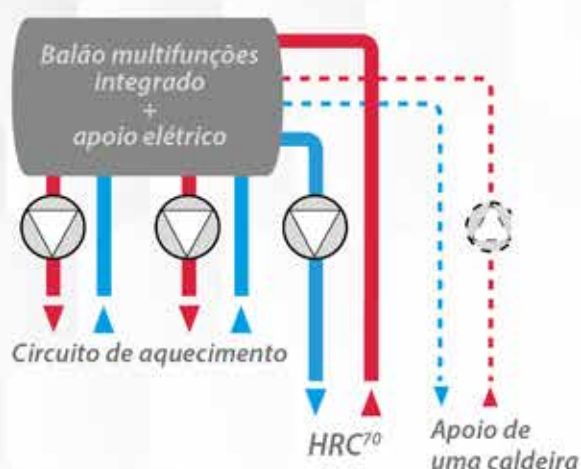 Balão multifunções
integrado
+
apoio elétrico
Circuito de aquecimento
HRC⁷⁰
Apoio de
uma caldeira